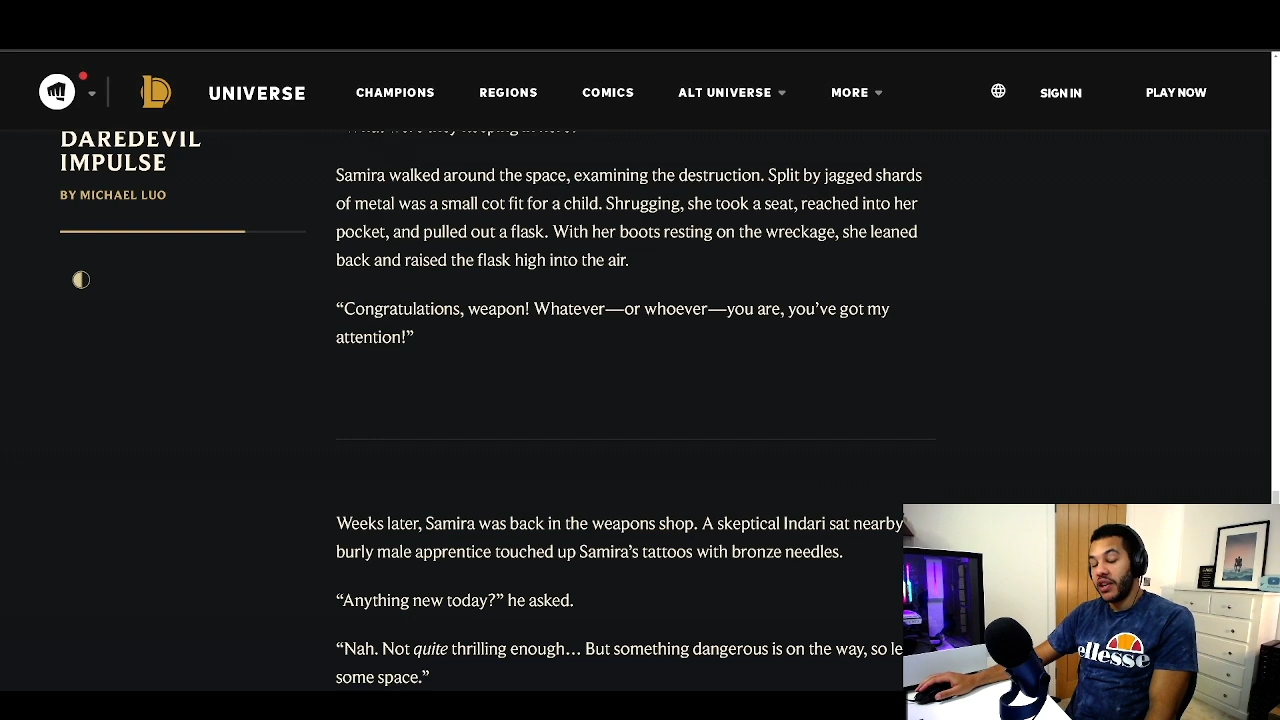 UNIVERSE
CHAMPIONS
REGIONS
COMICS
ALT UNIVERSE
MORE
SIGN IN
PLAY NOW
DAREDEVIL
IMPULSE
BY MICHAEL LUO
Samira walked around the space, examining the destruction. Split by jagged shards
of metal was a small cot fit for a child. Shrugging, she took a seat, reached into her
pocket, and pulled out a flask. With her boots resting on the wreckage, she leaned
back and raised the flask high into the air.
“Congratulations, weapon! Whatever—or whoever—you are, you’ve got my
attention!”
Weeks later, Samira was back in the weapons shop. A skeptical Indari sat nearby
burly male apprentice touched up Samira’s tattoos with bronze needles.
“Anything new today?” he asked.
“Nah. Not quite thrilling enough… But something dangerous is on the way, so le
some space.”
ellesse